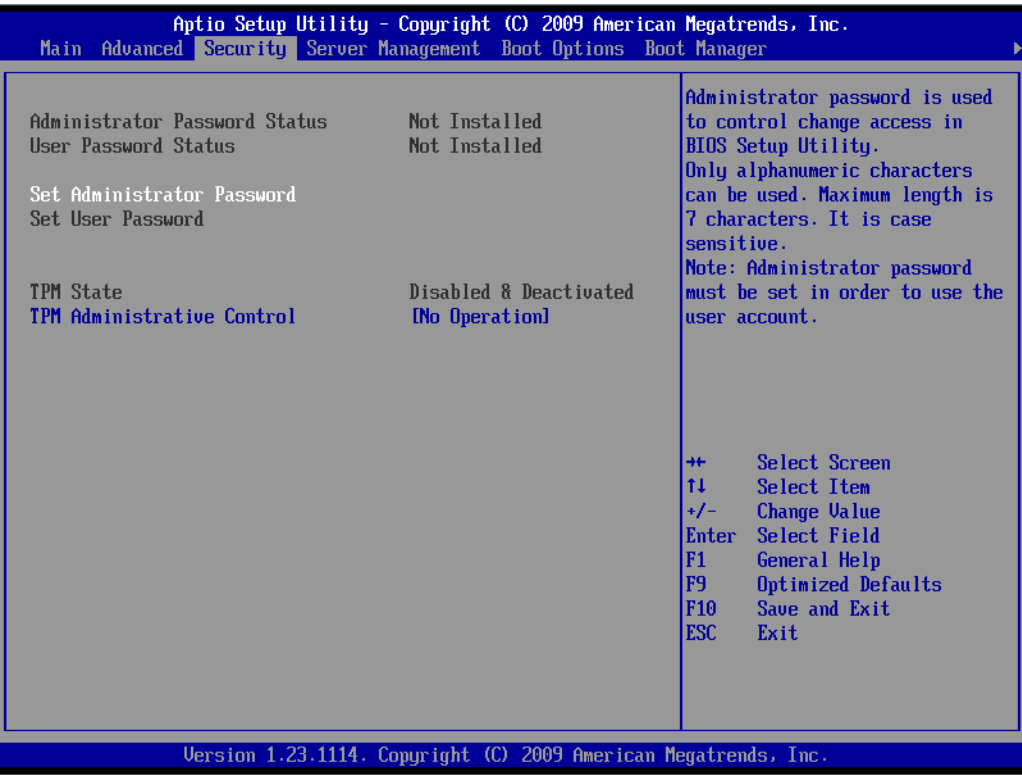 Aptio Setup Utility - Copyright (C) 2009 American Megatrends, Inc.
Main Advanced Security Server Management Boot Options Boot Manager
Administrator Password Status Not Installed
User Password Status Not Installed
Set Administrator Password
Set User Password
TPM State Disabled & Deactivated
TPM Administrative Control [No Operation]
Administrator password is used
to control change access in
BIOS Setup Utility.
Only alphanumeric characters
can be used. Maximum length is
7 characters. It is case
sensitive.
Note: Administrator password
must be set in order to use the
user account.
→← Select Screen
↑↓ Select Item
+/- Change Value
Enter Select Field
F1 General Help
F9 Optimized Defaults
F10 Save and Exit
ESC Exit
Version 1.23.1114. Copyright (C) 2009 American Megatrends, Inc.